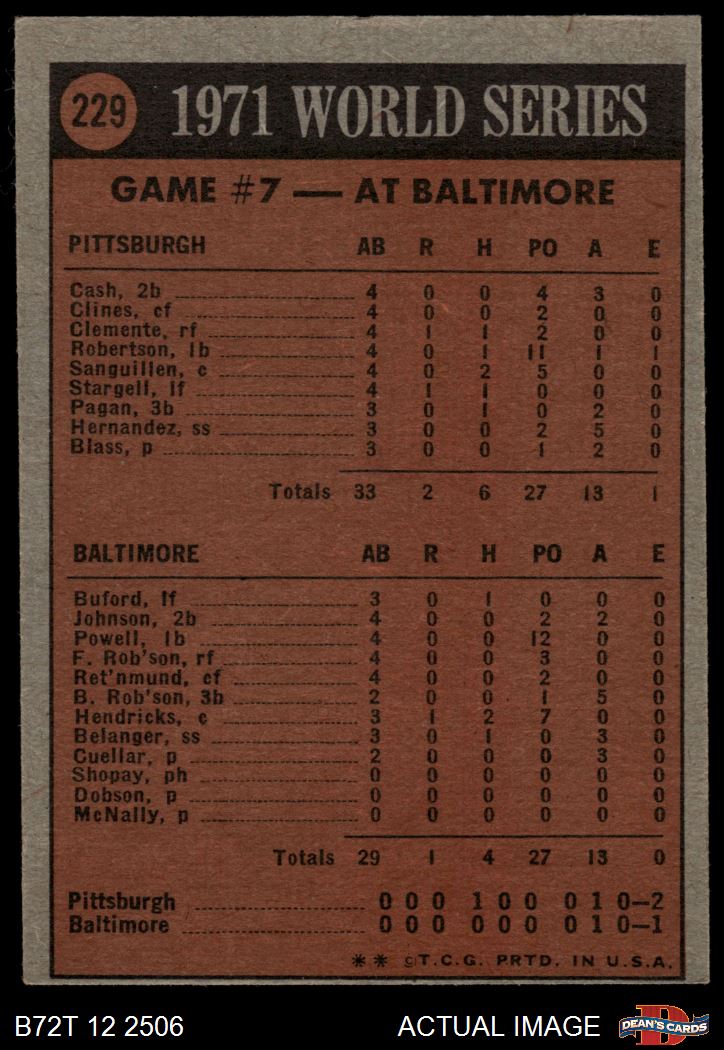 229 1971 WORLD SERIES
GAME #7 — AT BALTIMORE
PITTSBURGH AB R H PO A E
Cash, 2b 4 0 0 4 3 0
Clines, cf 4 0 0 2 0 0
Clemente, rf 4 1 1 2 0 0
Robertson, 1b 4 0 1 11 1 1
Sanguillen, c 4 0 2 5 0 0
Stargell, lf 4 1 1 0 0 0
Pagan, 3b 3 0 1 0 2 0
Hernandez, ss 3 0 0 2 5 0
Blass, p 3 0 0 1 2 0
Totals 33 2 6 27 13 1
BALTIMORE AB R H PO A E
Buford, lf 3 0 1 0 0 0
Johnson, 2b 4 0 0 2 2 0
Powell, 1b 4 0 0 12 0 0
F. Rob'son, rf 4 0 0 3 0 0
Ret'nmund, cf 4 0 0 2 0 0
B. Rob'son, 3b 2 0 0 1 5 0
Hendricks, c 3 1 2 7 0 0
Belanger, ss 3 0 1 0 3 0
Cuellar, p 2 0 0 0 3 0
Shopay, ph 0 0 0 0 0 0
Dobson, p 0 0 0 0 0 0
McNally, p 0 0 0 0 0 0
Totals 29 1 4 27 13 0
Pittsburgh 0 0 0 1 0 0 0 1 0—2
Baltimore 0 0 0 0 0 0 0 1 0—1
** ©T.C.G. PRTD. IN U.S.A.
B72T 12 2506 ACTUAL IMAGE D DEAN'S CARDS